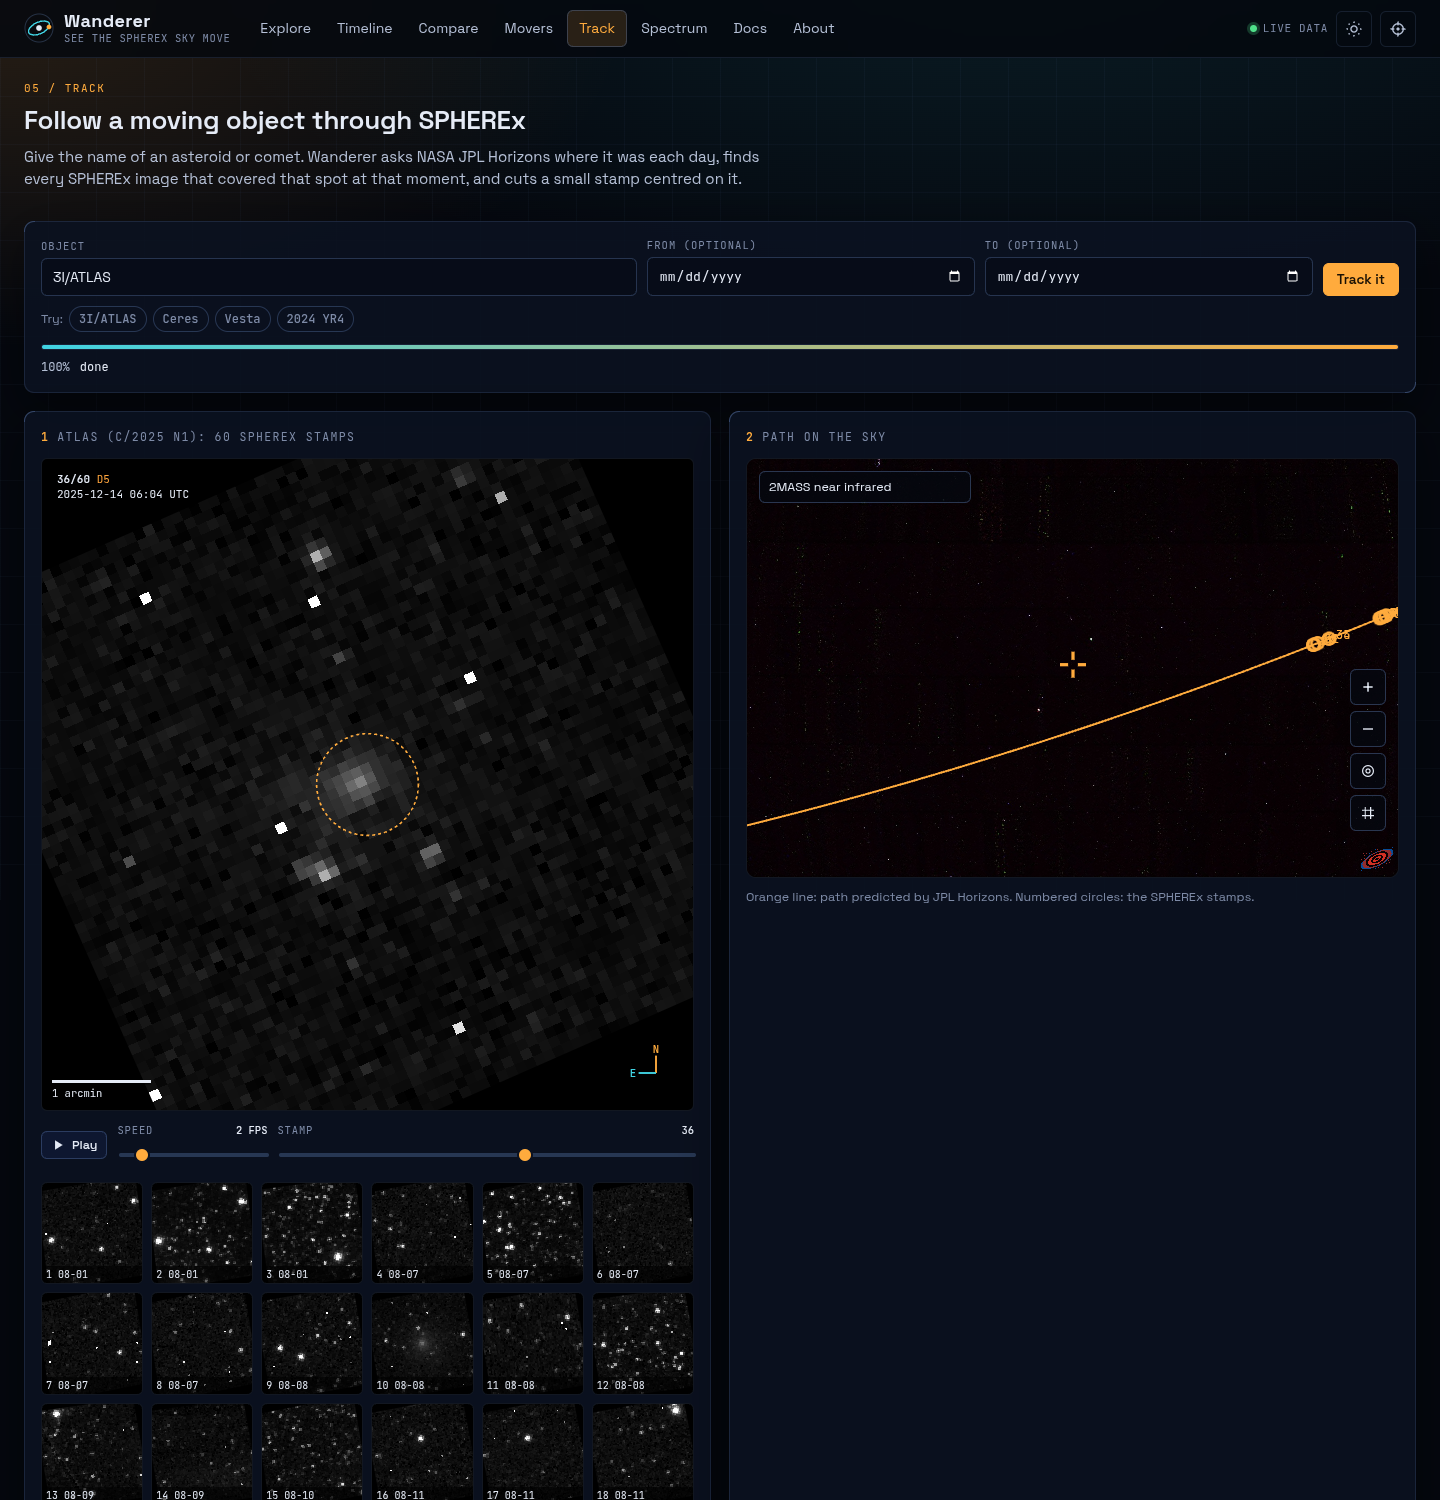 Wanderer
SEE THE SPHEREX SKY MOVE
Explore
Timeline
Compare
Movers
Track
Spectrum
Docs
About
LIVE DATA
05 / TRACK
Follow a moving object through SPHEREx
Give the name of an asteroid or comet. Wanderer asks NASA JPL Horizons where it was each day, finds
every SPHEREx image that covered that spot at that moment, and cuts a small stamp centred on it.
OBJECT
FROM (OPTIONAL)
TO (OPTIONAL)
3I/ATLAS
mm/dd/yyyy
mm/dd/yyyy
Track it
Try: 3I/ATLAS Ceres Vesta 2024 YR4
100% done
1 ATLAS (C/2025 N1): 60 SPHEREX STAMPS
36/60 D5
2025-12-14 06:04 UTC
N
E
1 arcmin
Play
SPEED
2 FPS
STAMP
36
1 08-01
2 08-01
3 08-01
4 08-07
5 08-07
6 08-07
7 08-07
8 08-07
9 08-08
10 08-08
11 08-08
12 08-08
13 08-09
14 08-09
15 08-10
16 08-11
17 08-11
18 08-11
2 PATH ON THE SKY
2MASS near infrared
Orange line: path predicted by JPL Horizons. Numbered circles: the SPHEREx stamps.